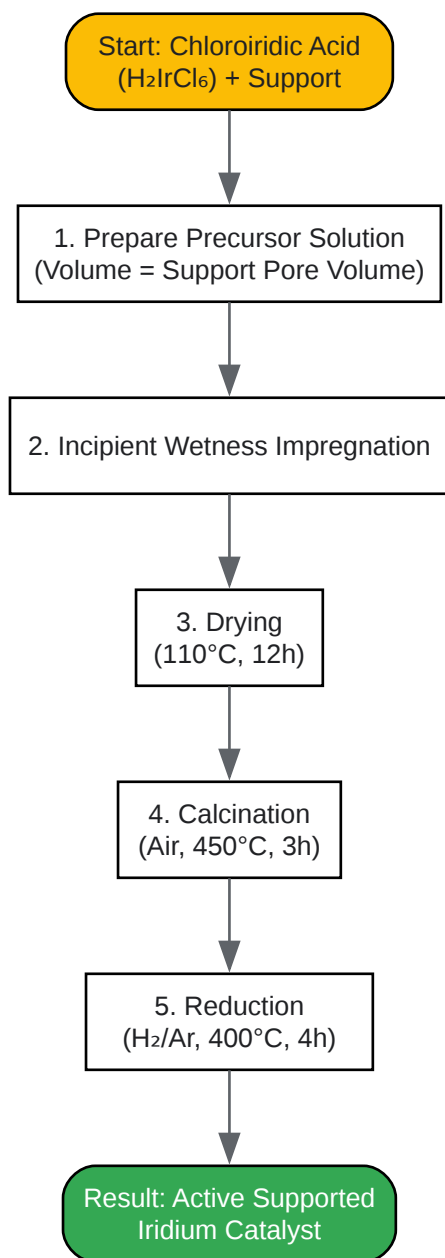 Start: Chloroiridic Acid
(H₂IrCl₆) + Support
1. Prepare Precursor Solution
(Volume = Support Pore Volume)
2. Incipient Wetness Impregnation
3. Drying
(110°C, 12h)
4. Calcination
(Air, 450°C, 3h)
5. Reduction
(H₂/Ar, 400°C, 4h)
Result: Active Supported
Iridium Catalyst